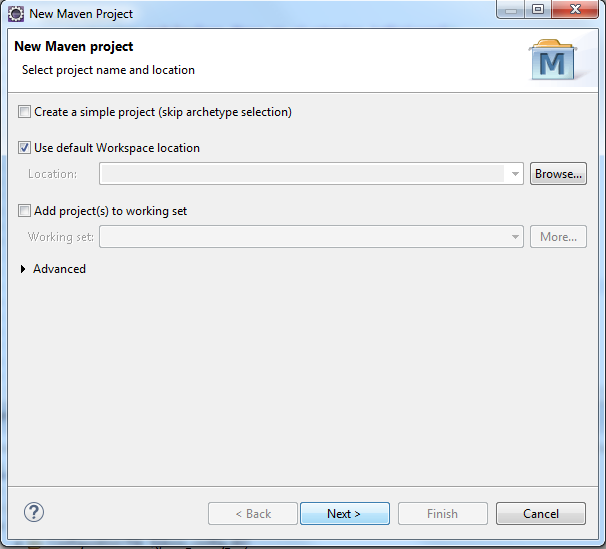 New Maven Project
New Maven project
Select project name and location
M
Create a simple project (skip archetype selection)
Use default Workspace location
Location:
Browse...
Add project(s) to working set
Working set:
More...
Advanced
?
< Back
Next >
Finish
Cancel